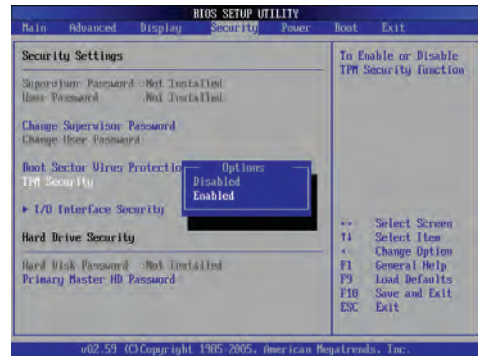 BIOS SETUP UTILITY
Main Advanced Display Security Power Boot Exit
Security Settings
Supervisor Password :Not Installed
User Password :Not Installed
Change Supervisor Password
Change User Password
Boot Sector Virus Protectio
TPM Security
► I/O Interface Security
Hard Drive Security
Hard Disk Password :Not Installed
Primary Master HD Password
Options
Disabled
Enabled
To Enable or Disable
TPM Security function
↔ Select Screen
↑↓ Select Item
Change Option
F1 General Help
F9 Load Defaults
F10 Save and Exit
ESC Exit
v02.59 (C)Copyright 1985-2005, American Megatrends, Inc.